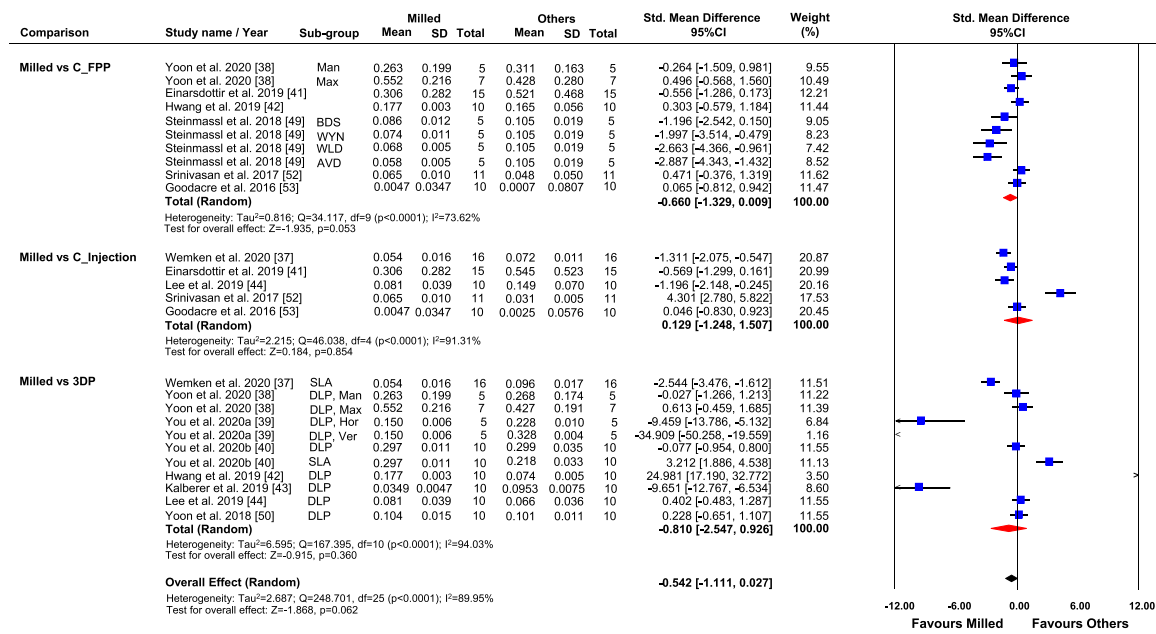 Milled Others Std. Mean Difference Weight Std. Mean Difference
Comparison Study name / Year Sub-group Mean SD Total Mean SD Total 95%CI (%) 95%CI
Milled vs C_FPP Yoon et al. 2020 [38] Man 0.263 0.199 5 0.311 0.163 5 -0.264 [-1.509, 0.981] 9.55
Yoon et al. 2020 [38] Max 0.552 0.216 7 0.428 0.280 7 0.496 [-0.568, 1.560] 10.49
Einarsdottir et al. 2019 [41] 0.306 0.282 15 0.521 0.468 15 -0.556 [-1.286, 0.173] 12.21
Hwang et al. 2019 [42] 0.177 0.003 10 0.165 0.056 10 0.303 [-0.579, 1.184] 11.44
Steinmassl et al. 2018 [49] BDS 0.086 0.012 5 0.105 0.019 5 -1.196 [-2.542, 0.150] 9.05
Steinmassl et al. 2018 [49] WYN 0.074 0.011 5 0.105 0.019 5 -1.997 [-3.514, -0.479] 8.23
Steinmassl et al. 2018 [49] WLD 0.068 0.005 5 0.105 0.019 5 -2.663 [-4.366, -0.961] 7.42
Steinmassl et al. 2018 [49] AVD 0.058 0.005 5 0.105 0.019 5 -2.887 [-4.343, -1.432] 8.52
Srinivasan et al. 2017 [52] 0.065 0.010 11 0.048 0.050 11 0.471 [-0.376, 1.319] 11.62
Goodacre et al. 2016 [53] 0.0047 0.0347 10 0.0007 0.0807 10 0.065 [-0.812, 0.942] 11.47
Total (Random) -0.660 [-1.329, 0.009] 100.00
Heterogeneity: Tau²=0.816; Q=34.117, df=9 (p<0.0001); I²=73.62%
Test for overall effect: Z=-1.935, p=0.053
Milled vs C_Injection Wemken et al. 2020 [37] 0.054 0.016 16 0.072 0.011 16 -1.311 [-2.075, -0.547] 20.87
Einarsdottir et al. 2019 [41] 0.306 0.282 15 0.545 0.523 15 -0.569 [-1.299, 0.161] 20.99
Lee et al. 2019 [44] 0.081 0.039 10 0.149 0.070 10 -1.196 [-2.148, -0.245] 20.16
Srinivasan et al. 2017 [52] 0.065 0.010 11 0.031 0.005 11 4.301 [2.780, 5.822] 17.53
Goodacre et al. 2016 [53] 0.0047 0.0347 10 0.0025 0.0576 10 0.046 [-0.830, 0.923] 20.45
Total (Random) 0.129 [-1.248, 1.507] 100.00
Heterogeneity: Tau²=2.215; Q=46.038, df=4 (p<0.0001); I²=91.31%
Test for overall effect: Z=0.184, p=0.854
Milled vs 3DP Wemken et al. 2020 [37] SLA 0.054 0.016 16 0.096 0.017 16 -2.544 [-3.476, -1.612] 11.51
Yoon et al. 2020 [38] DLP, Man 0.263 0.199 5 0.268 0.174 5 -0.027 [-1.266, 1.213] 11.22
Yoon et al. 2020 [38] DLP, Max 0.552 0.216 7 0.427 0.191 7 0.613 [-0.459, 1.685] 11.39
You et al. 2020a [39] DLP, Hor 0.150 0.006 5 0.228 0.010 5 -9.459 [-13.786, -5.132] 6.84
You et al. 2020a [39] DLP, Ver 0.150 0.006 5 0.328 0.004 5 -34.909 [-50.258, -19.559] 1.16
You et al. 2020b [40] DLP 0.297 0.011 10 0.299 0.035 10 -0.077 [-0.954, 0.800] 11.55
You et al. 2020b [40] SLA 0.297 0.011 10 0.218 0.033 10 3.212 [1.886, 4.538] 11.13
Hwang et al. 2019 [42] DLP 0.177 0.003 10 0.074 0.005 10 24.981 [17.190, 32.772] 3.50
Kalberer et al. 2019 [43] DLP 0.0349 0.0047 10 0.0953 0.0075 10 -9.651 [-12.767, -6.534] 8.60
Lee et al. 2019 [44] DLP 0.081 0.039 10 0.066 0.036 10 0.402 [-0.483, 1.287] 11.55
Yoon et al. 2018 [50] DLP 0.104 0.015 10 0.101 0.011 10 0.228 [-0.651, 1.107] 11.55
Total (Random) -0.810 [-2.547, 0.926] 100.00
Heterogeneity: Tau²=6.595; Q=167.395, df=10 (p<0.0001); I²=94.03%
Test for overall effect: Z=-0.915, p=0.360
Overall Effect (Random) -0.542 [-1.111, 0.027]
Heterogeneity: Tau²=2.687; Q=248.701, df=25 (p<0.0001); I²=89.95%
Test for overall effect: Z=-1.868, p=0.062
-12.00 -6.00 0.00 6.00 12.00
Favours Milled Favours Others